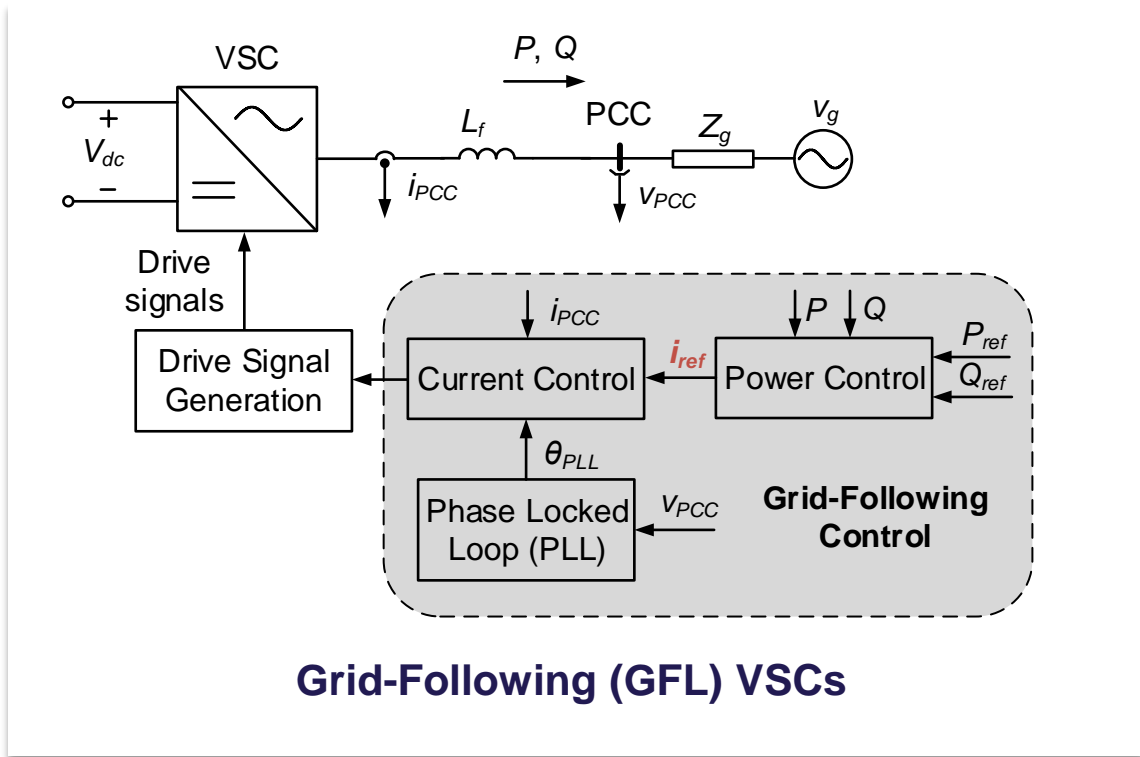 VSC
P, Q
+
V_dc
-
L_f
PCC
Z_g
v_g
i_PCC
v_PCC
Drive
signals
i_PCC
P
Q
P_ref
Q_ref
Drive Signal
Generation
Current Control
i_ref
Power Control
θ_PLL
Phase Locked
Loop (PLL)
v_PCC
Grid-Following
Control
Grid-Following (GFL) VSCs